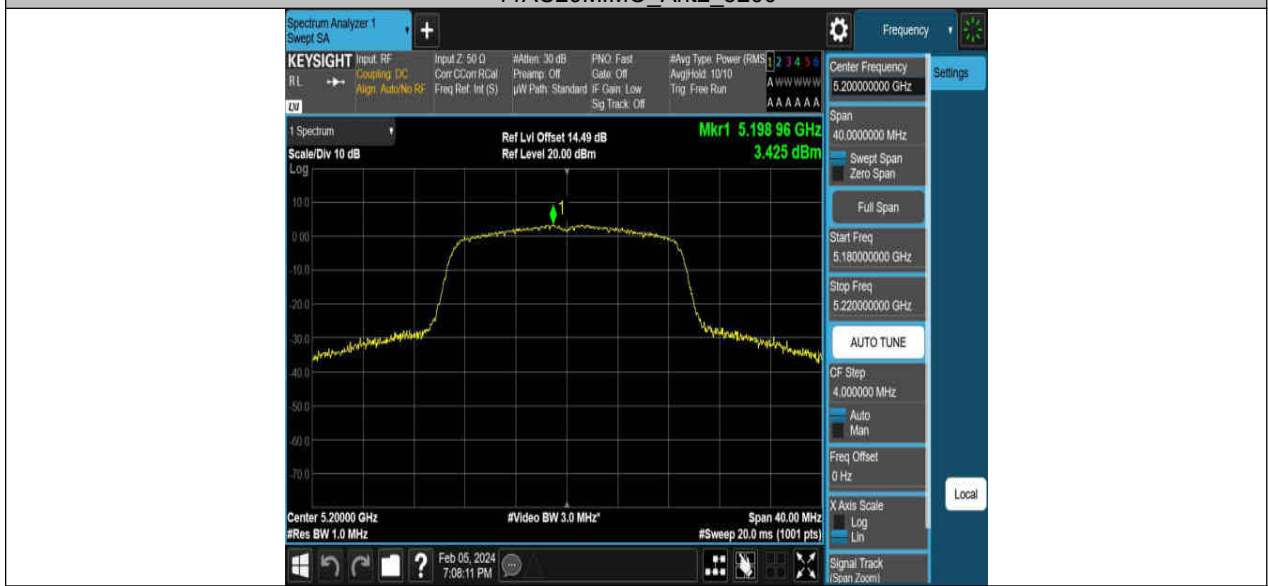 Spectrum Analyzer 1
Swept SA
+
Frequency
KEYSIGHT
RL
LXI
Input: RF
Coupling: DC
Align: Auto/No RF
Input Z: 50 Ω
Corr CCorr RCal
Freq Ref: Int (S)
#Atten: 30 dB
Preamp: Off
µW Path: Standard
PNO: Fast
Gate: Off
IF Gain: Low
Sig Track: Off
#Avg Type: Power (RMS
Avg|Hold: 10/10
Trig: Free Run
1 2 3 4 5 6
A W W W W W
A A A A A A
Center Frequency
5.200000000 GHz
Settings
Span
40.0000000 MHz
Swept Span
Zero Span
Full Span
Start Freq
5.180000000 GHz
Stop Freq
5.220000000 GHz
AUTO TUNE
CF Step
4.000000 MHz
Auto
Man
Freq Offset
0 Hz
X Axis Scale
Log
Lin
Signal Track
(Span Zoom)
Local
1 Spectrum
Scale/Div 10 dB
Log
Ref Lvl Offset 14.49 dB
Ref Level 20.00 dBm
Mkr1 5.198 96 GHz
3.425 dBm
1
10.0
0.00
-10.0
-20.0
-30.0
-40.0
-50.0
-60.0
-70.0
Center 5.20000 GHz
#Res BW 1.0 MHz
#Video BW 3.0 MHz*
Span 40.00 MHz
#Sweep 20.0 ms (1001 pts)
?
Feb 05, 2024
7:08:11 PM